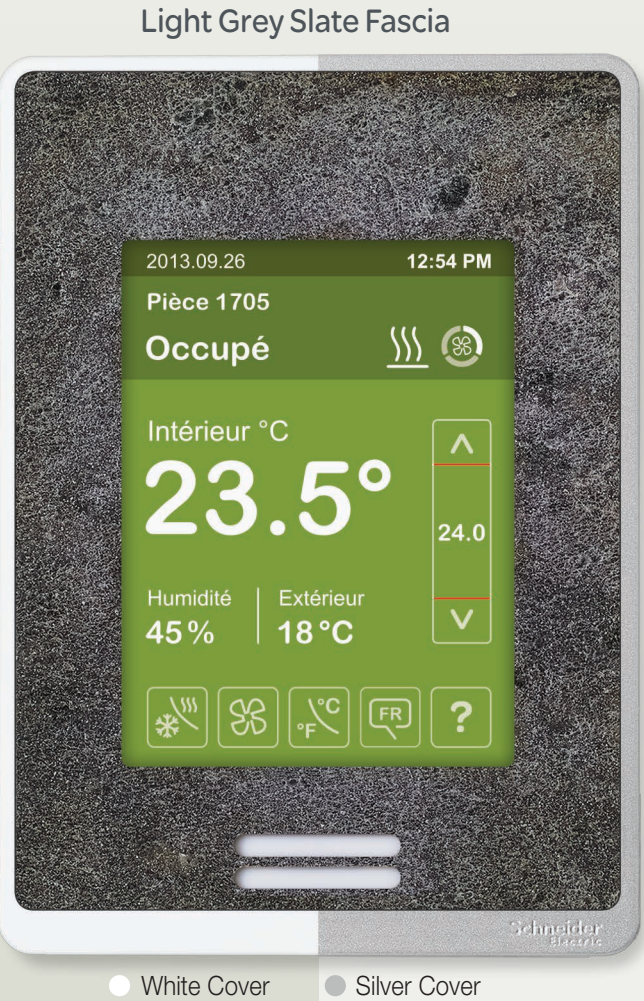 Light Grey Slate Fascia
2013.09.26 12:54 PM
Pièce 1705
Occupé
Intérieur °C
23.5°
24.0
Humidité Extérieur
45% 18°C
°C
°F
FR
?
Schneider
Electric
White Cover Silver Cover